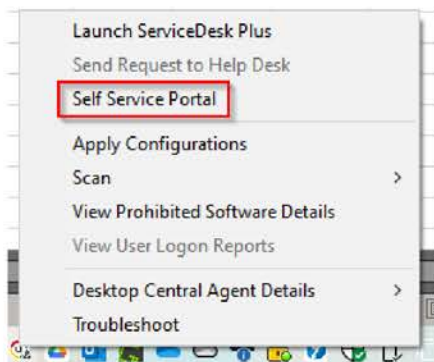 Launch ServiceDesk Plus
Send Request to Help Desk
Self Service Portal
Apply Configurations
Scan
View Prohibited Software Details
View User Logon Reports
Desktop Central Agent Details
Troubleshoot